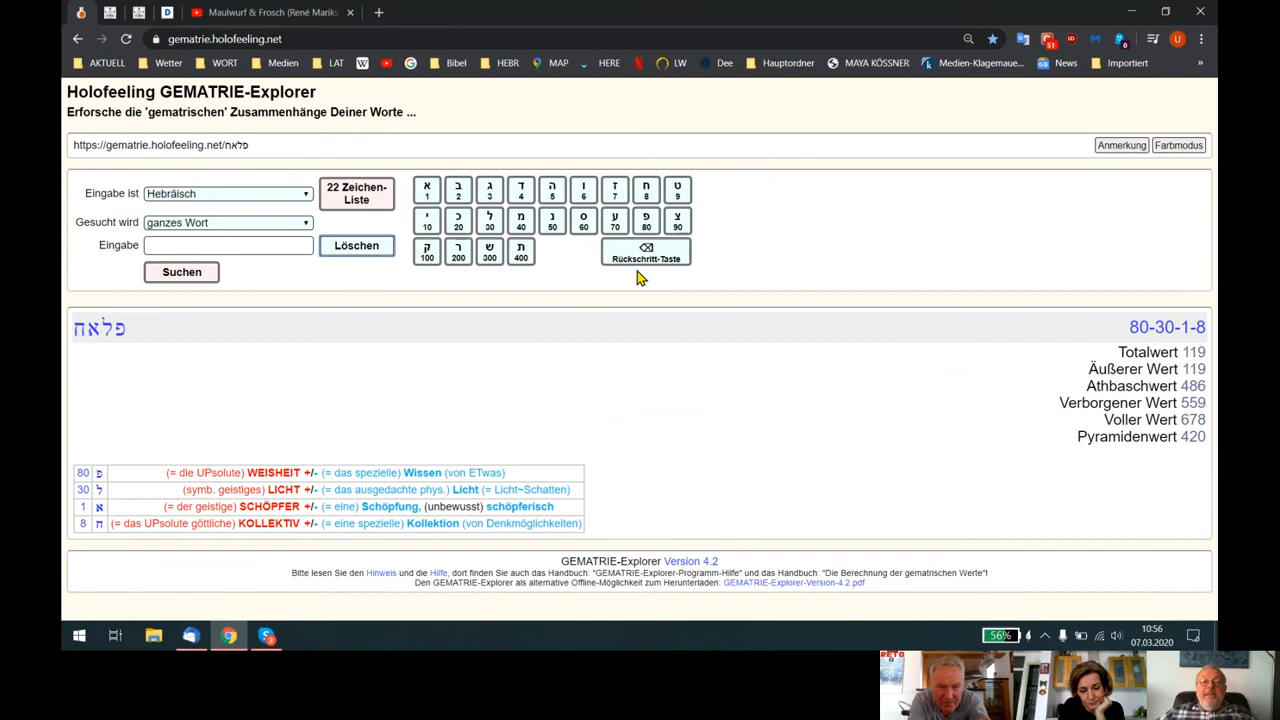 Maulwurf & Frosch (René Mariks
gematrie.holofeeling.net
51
0
U
AKTUELL Wetter WORT Medien LAT Bibel HEBR MAP HERE LW Dee Hauptordner MAYA KÖSSNER Medien-Klagemaue... News Importiert
Holofeeling GEMATRIE-Explorer
Erforsche die 'gematrischen' Zusammenhänge Deiner Worte ...
https://gematrie.holofeeling.net/פלאח
Anmerkung Farbmodus
Eingabe ist Hebräisch
22 Zeichen-
Liste
Gesucht wird ganzes Wort
Eingabe Löschen
Suchen
א ב ג ד ה ו ז ח ט
1 2 3 4 5 6 7 8 9
י כ ל מ נ ס ע פ צ
10 20 30 40 50 60 70 80 90
ק ר ש ת
100 200 300 400
Rückschritt-Taste
פלאח 80-30-1-8
Totalwert 119
Äußerer Wert 119
Athbaschwert 486
Verborgener Wert 559
Voller Wert 678
Pyramidenwert 420
80 פ (= die UPsolute) WEISHEIT +/- (= das spezielle) Wissen (von ETwas)
30 ל (symb. geistiges) LICHT +/- (= das ausgedachte phys.) Licht (= Licht~Schatten)
1 א (= der geistige) SCHÖPFER +/- (= eine) Schöpfung, (unbewusst) schöpferisch
8 ח (= das UPsolute göttliche) KOLLEKTIV +/- (= eine spezielle) Kollektion (von Denkmöglichkeiten)
GEMATRIE-Explorer Version 4.2
Bitte lesen Sie den Hinweis und die Hilfe, dort finden Sie auch das Handbuch: "GEMATRIE-Explorer-Programm-Hilfe" und das Handbuch: "Die Berechnung der gematrischen Werte"!
Den GEMATRIE-Explorer als alternative Offline-Möglichkeit zum Herunterladen: GEMATRIE-Explorer-Version-4.2.pdf
56%
10:56
07.03.2020
3
RETO